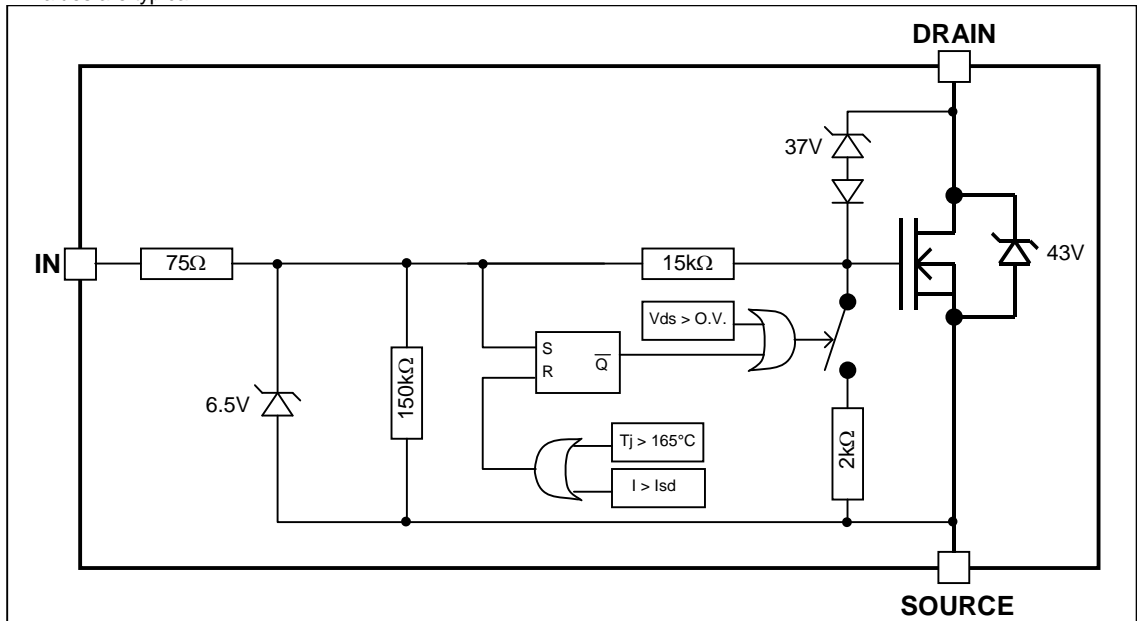 DRAIN
37V
IN
75Ω
15kΩ
43V
Vds > O.V.
S
R
Q
6.5V
150kΩ
Tj > 165°C
I > Isd
2kΩ
SOURCE